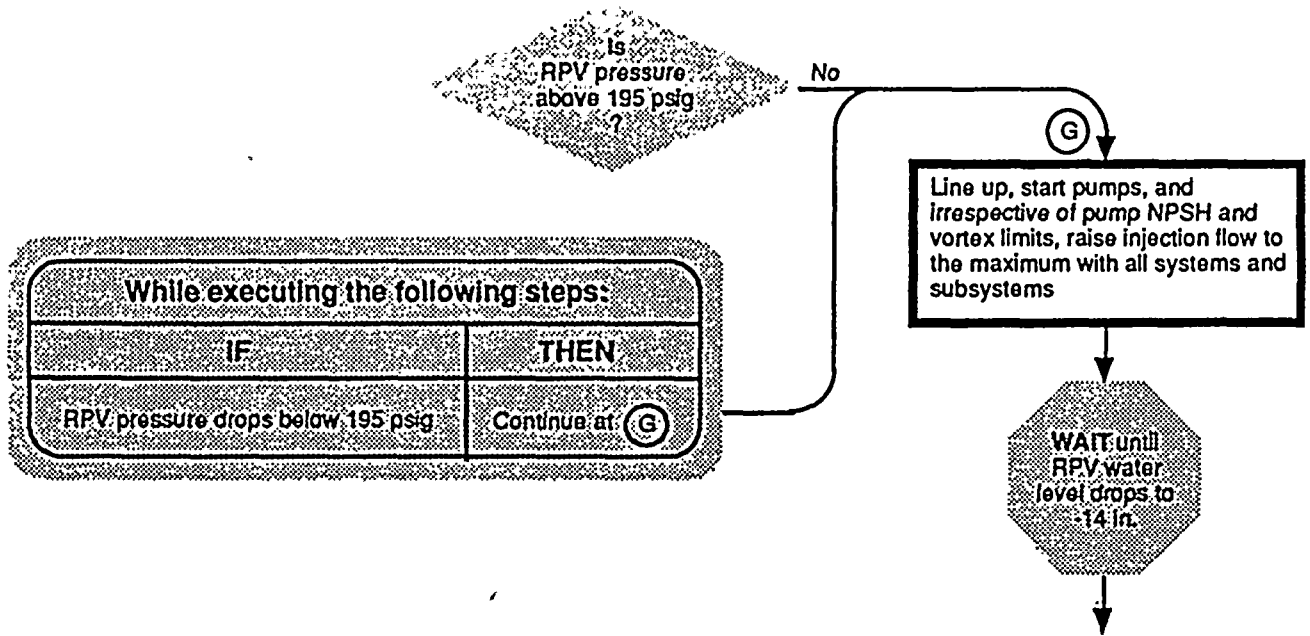 Is
RPV pressure
above 195 psig
?
No
G
Line up, start pumps, and
irrespective of pump NPSH and
vortex limits, raise injection flow to
the maximum with all systems and
subsystems
While executing the following steps:
IF
THEN
RPV pressure drops below 195 psig
Continue at G
WAIT until
RPV water
level drops to
-14 in.